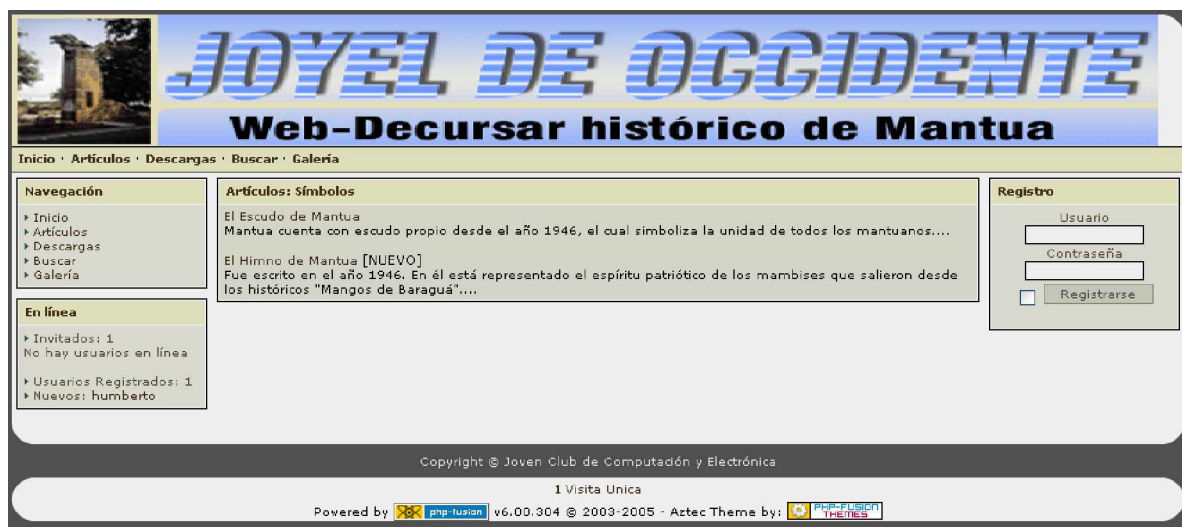 JOYEL DE OCCIDENTE
Web-Decursar histórico de Mantua
Inicio · Artículos · Descargas · Buscar · Galería
Navegación
Inicio
Artículos
Descargas
Buscar
Galería
En línea
Invitados: 1
No hay usuarios en línea
Usuarios Registrados: 1
Nuevos: humberto
Artículos: Símbolos
El Escudo de Mantua
Mantua cuenta con escudo propio desde el año 1946, el cual simboliza la unidad de todos los mantuanos....
El Himno de Mantua [NUEVO]
Fue escrito en el año 1946. En él está representado el espíritu patriótico de los mambises que salieron desde
los históricos "Mangos de Baraguá"....
Registro
Usuario
Contraseña
Registrarse
Copyright © Joven Club de Computación y Electrónica
1 Visita Unica
Powered by php-fusion v6.00.304 © 2003-2005 - Aztec Theme by: PHP-FUSION THEMES